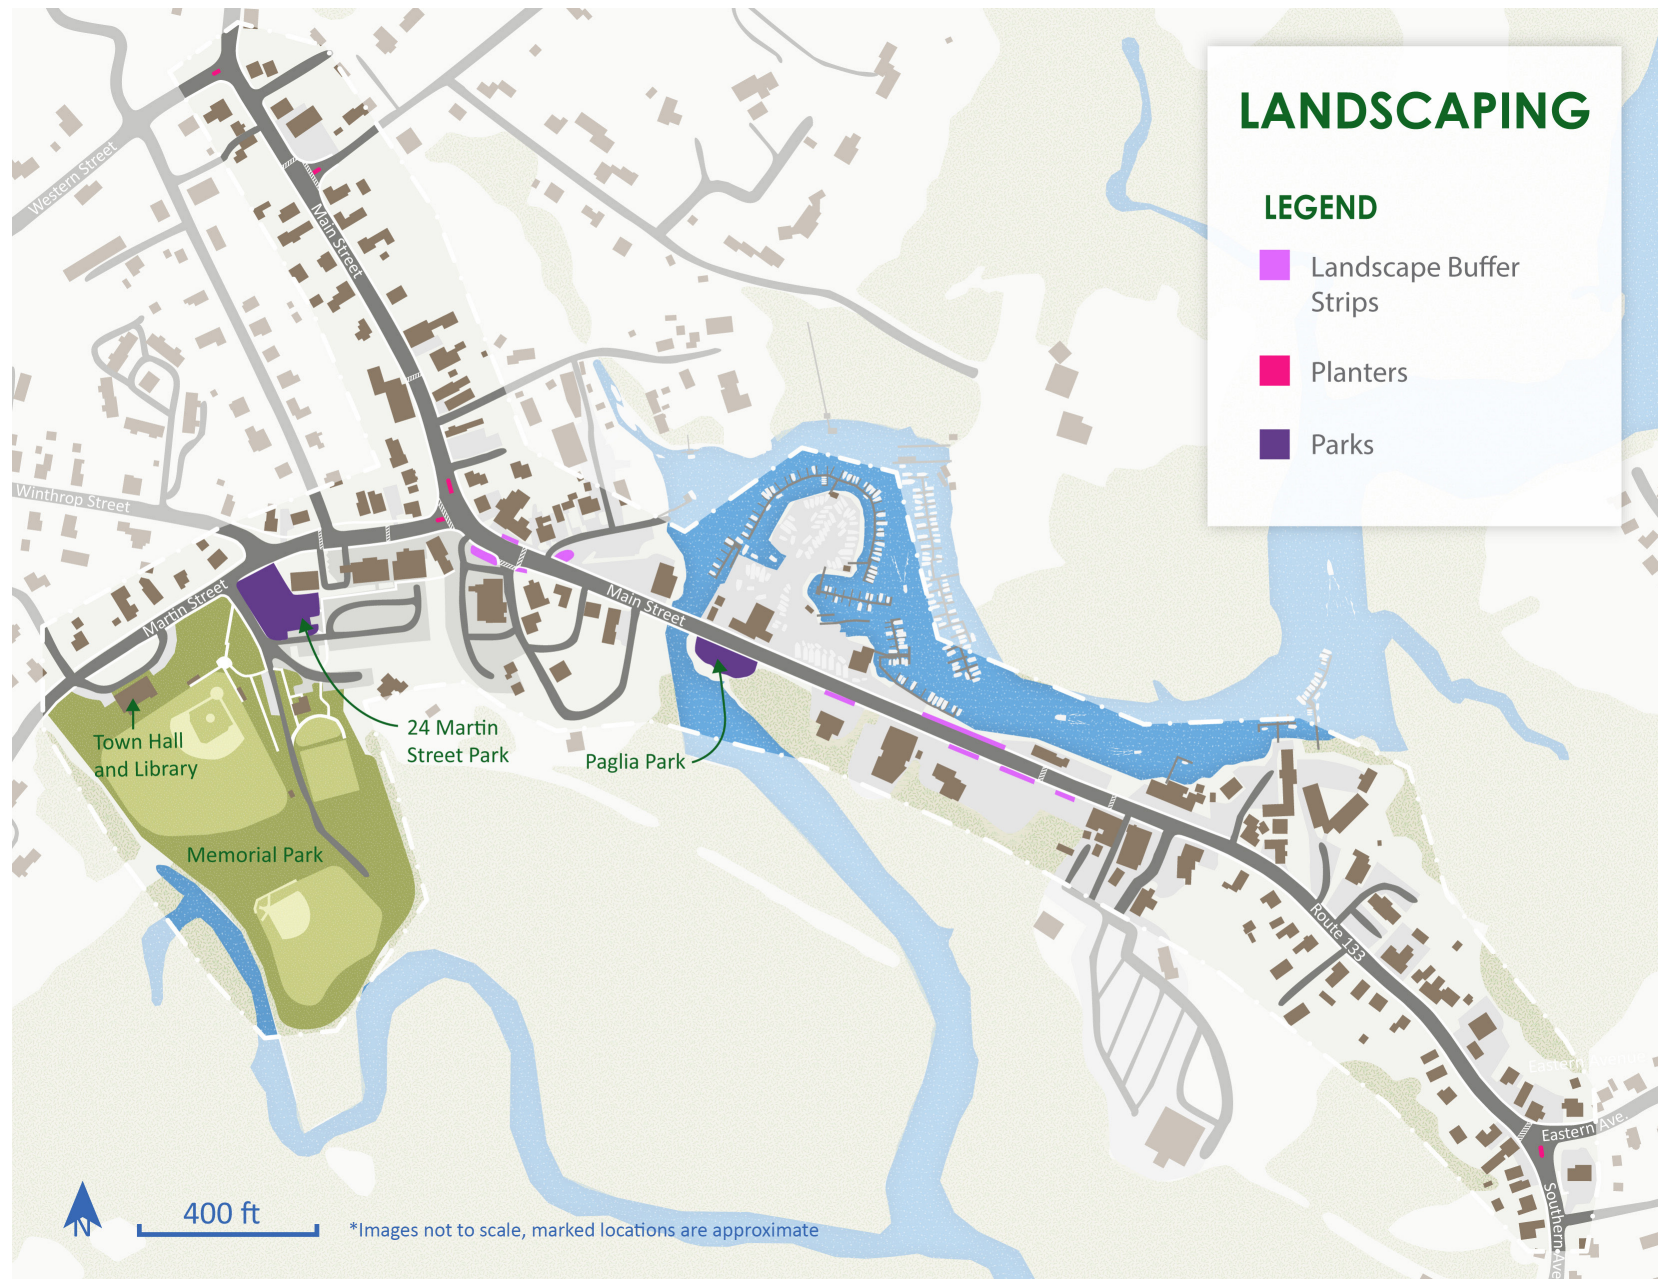 LANDSCAPING
LEGEND
Landscape Buffer
Strips
Planters
Parks
Western Street
Main Street
Winthrop Street
Martin Street
Main Street
24 Martin
Street Park
Town Hall
and Library
Paglia Park
Memorial Park
Route 133
Eastern
Eastern Ave.
Southern Ave
N
400 ft
*Images not to scale, marked locations are approximate